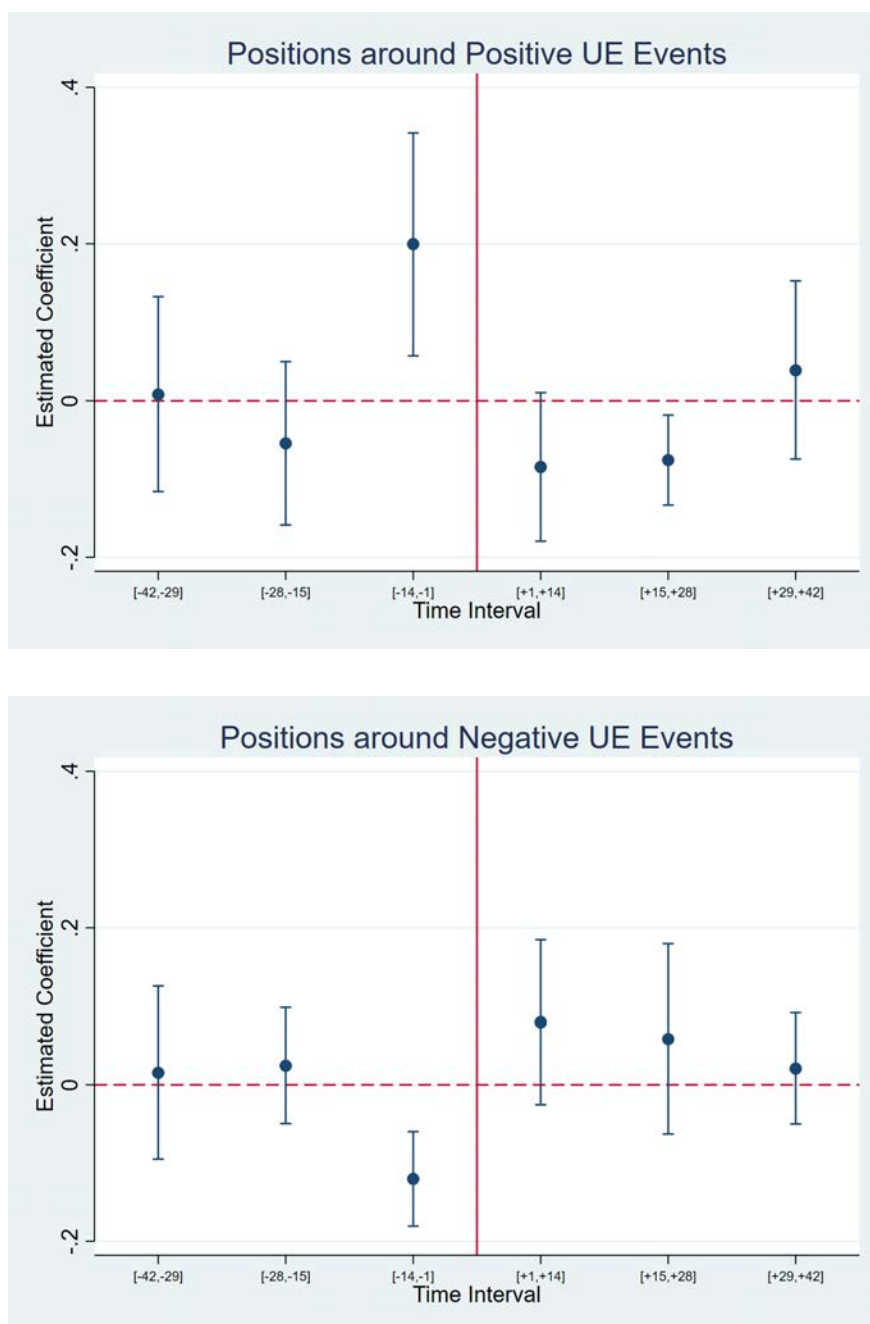 Positions around Positive UE Events
Estimated Coefficient
.4
.2
0
-.2
[-42,-29] [-28,-15] [-14,-1] [+1,+14] [+15,+28] [+29,+42]
Time Interval
Positions around Negative UE Events
Estimated Coefficient
.4
.2
0
-.2
[-42,-29] [-28,-15] [-14,-1] [+1,+14] [+15,+28] [+29,+42]
Time Interval